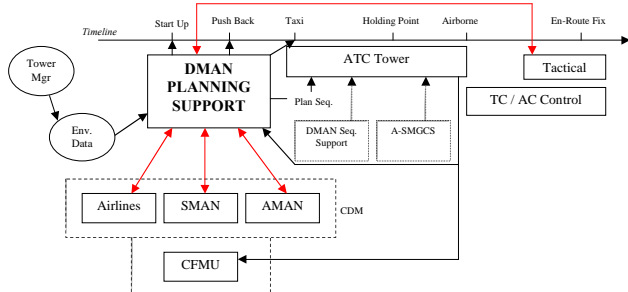 Start Up
Push Back
Taxi
Holding Point
Airborne
En-Route Fix
Timeline
Tower
Mgr
DMAN
PLANNING
SUPPORT
ATC Tower
Tactical
TC / AC Control
Plan Seq.
Env.
Data
DMAN Seq.
Support
A-SMGCS
Airlines
SMAN
AMAN
CDM
CFMU